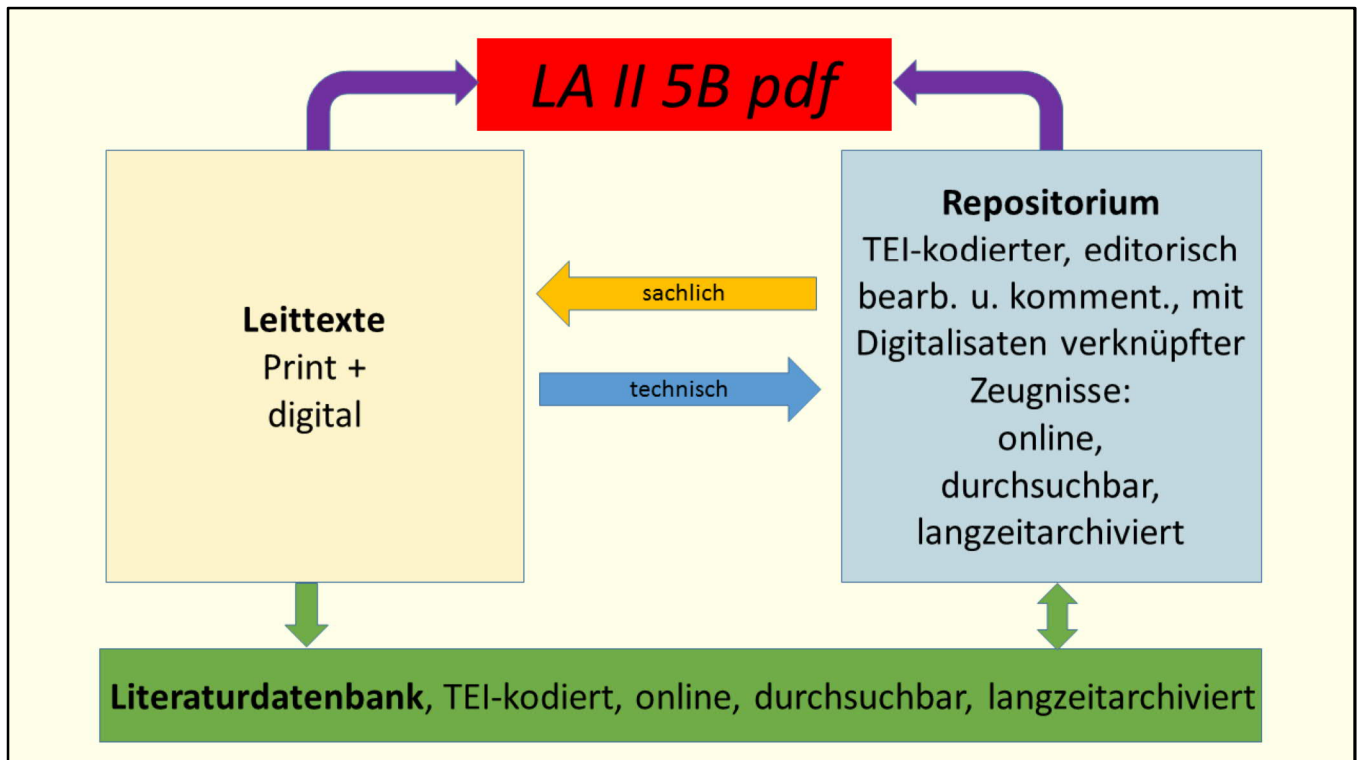 LA II 5B pdf
Leittexte
Print +
digital
sachlich
technisch
Repositorium
TEI-kodierter, editorisch
bearb. u. komment., mit
Digitalisaten verknüpfter
Zeugnisse:
online,
durchsuchbar,
langzeitarchiviert
Literaturdatenbank, TEI-kodiert, online, durchsuchbar, langzeitarchiviert